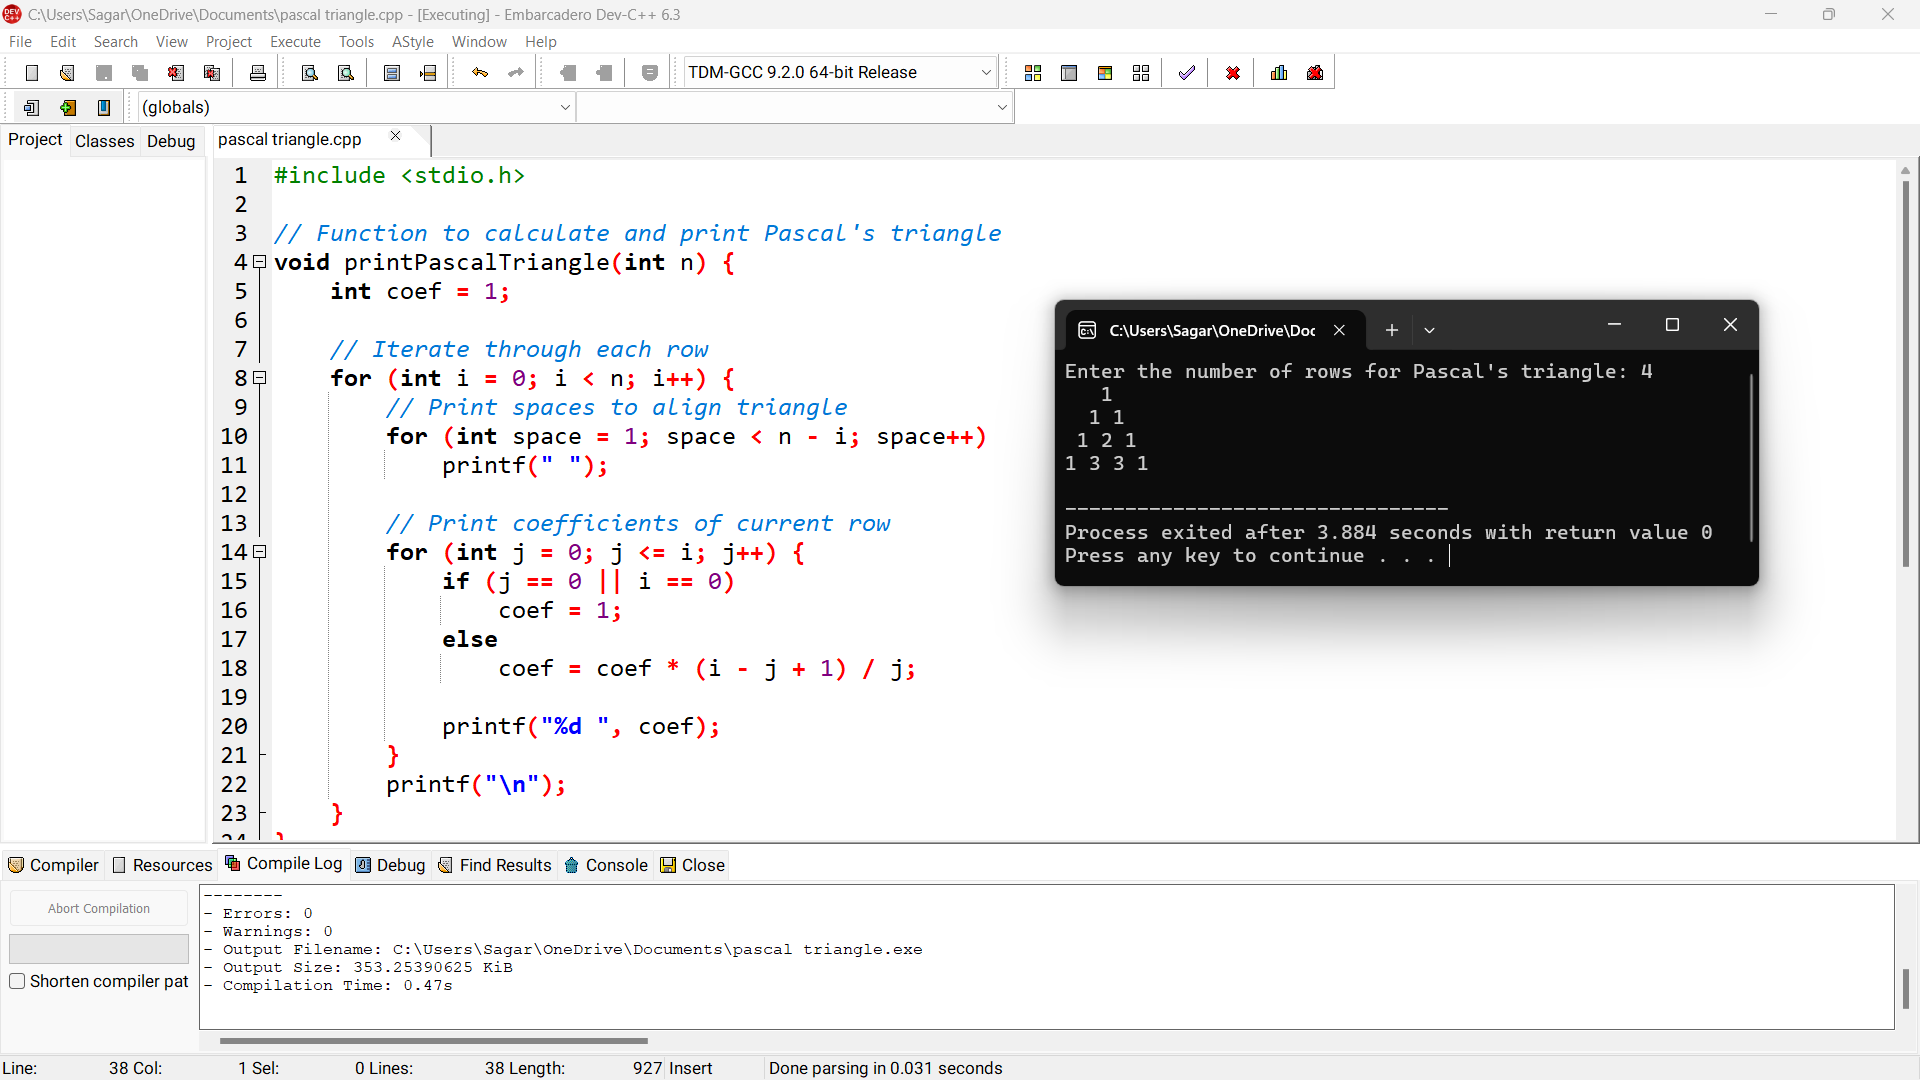 DEV C++ C:\Users\Sagar\OneDrive\Documents\pascal triangle.cpp - [Executing] - Embarcadero Dev-C++ 6.3
File Edit Search View Project Execute Tools AStyle Window Help
TDM-GCC 9.2.0 64-bit Release
(globals)
Project Classes Debug
pascal triangle.cpp
1 #include <stdio.h>
2
3 // Function to calculate and print Pascal's triangle
4 void printPascalTriangle(int n) {
5 int coef = 1;
6
7 // Iterate through each row
8 for (int i = 0; i < n; i++) {
9 // Print spaces to align triangle
10 for (int space = 1; space < n - i; space++)
11 printf(" ");
12
13 // Print coefficients of current row
14 for (int j = 0; j <= i; j++) {
15 if (j == 0 || i == 0)
16 coef = 1;
17 else
18 coef = coef * (i - j + 1) / j;
19
20 printf("%d ", coef);
21 }
22 printf("\n");
23 }
24 }
C:\Users\Sagar\OneDrive\Doc
Enter the number of rows for Pascal's triangle: 4
1
1 1
1 2 1
1 3 3 1
--------------------------------
Process exited after 3.884 seconds with return value 0
Press any key to continue . . .
Compiler Resources Compile Log Debug Find Results Console Close
Abort Compilation
Shorten compiler pat
--------
- Errors: 0
- Warnings: 0
- Output Filename: C:\Users\Sagar\OneDrive\Documents\pascal triangle.exe
- Output Size: 353.25390625 KiB
- Compilation Time: 0.47s
Line: 38 Col: 1 Sel: 0 Lines: 38 Length: 927 Insert Done parsing in 0.031 seconds